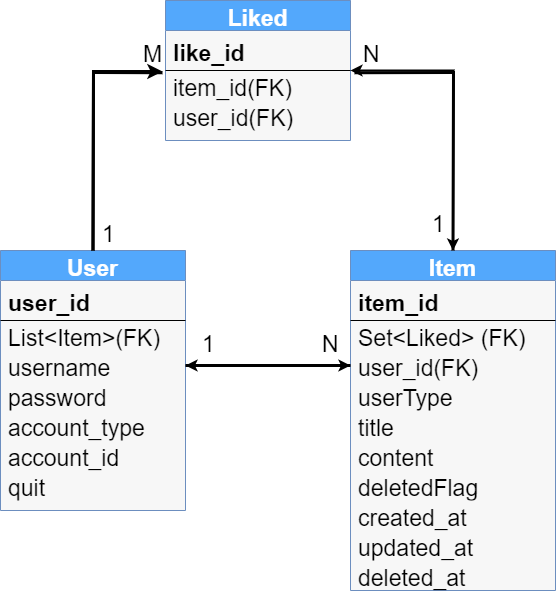 Liked
like_id
item_id(FK)
user_id(FK)
M
N
1
1
User
user_id
List<Item>(FK)
username
password
account_type
account_id
quit
1
N
Item
item_id
Set<Liked> (FK)
user_id(FK)
userType
title
content
deletedFlag
created_at
updated_at
deleted_at